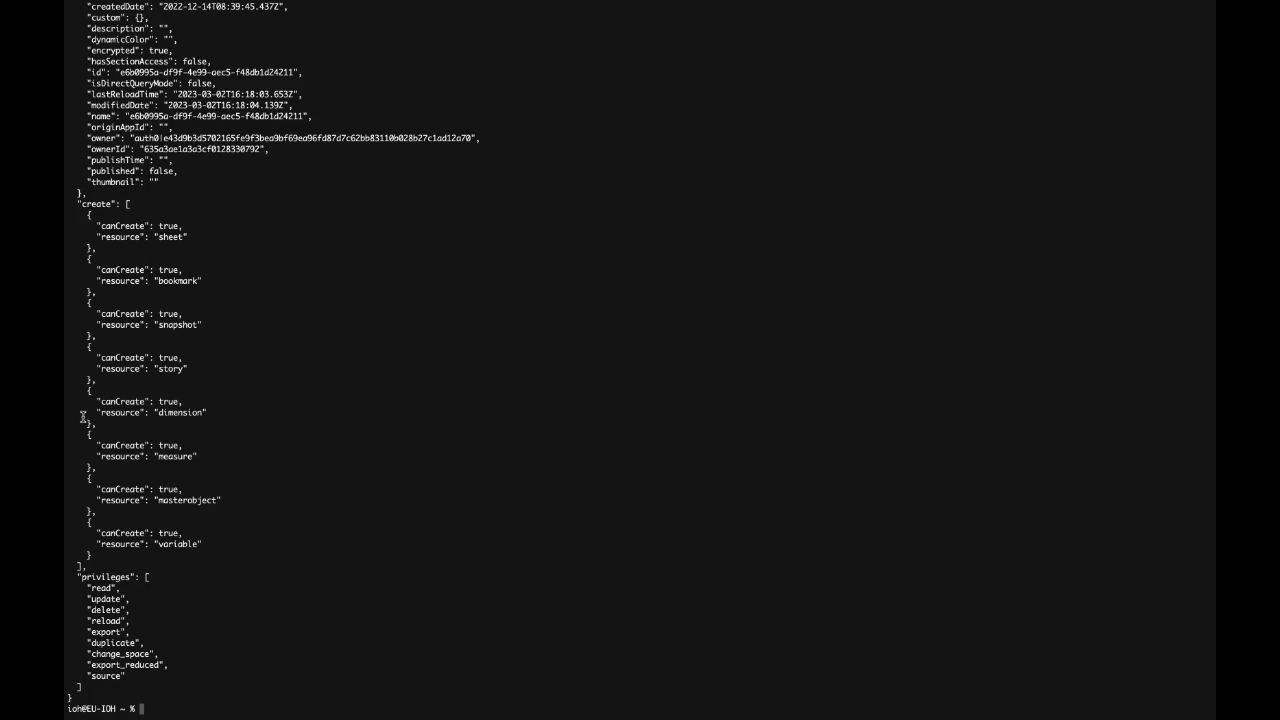 "createdDate": "2022-12-14T08:39:45.437Z",
"custom": {},
"description": "",
"dynamicColor": "",
"encrypted": true,
"hasSectionAccess": false,
"id": "e6b0995a-df9f-4e99-aec5-f48db1d24211",
"isDirectQueryMode": false,
"lastReloadTime": "2023-03-02T16:18:03.653Z",
"modifiedDate": "2023-03-02T16:18:04.139Z",
"name": "e6b0995a-df9f-4e99-aec5-f48db1d24211",
"originAppId": "",
"owner": "auth0|e43d9b3d5702165fe9f3bea9bf69ea96fd87d7c62bb83110b028b27c1ad12a70",
"ownerId": "635a3ae1a3a3cf0128330792",
"publishTime": "",
"published": false,
"thumbnail": ""
},
"create": [
{
"canCreate": true,
"resource": "sheet"
},
{
"canCreate": true,
"resource": "bookmark"
},
{
"canCreate": true,
"resource": "snapshot"
},
{
"canCreate": true,
"resource": "story"
},
{
"canCreate": true,
"resource": "dimension"
},
{
"canCreate": true,
"resource": "measure"
},
{
"canCreate": true,
"resource": "masterobject"
},
{
"canCreate": true,
"resource": "variable"
}
],
"privileges": [
"read",
"update",
"delete",
"reload",
"export",
"duplicate",
"change_space",
"export_reduced",
"source"
]
}
ioh@EU-IOH ~ %